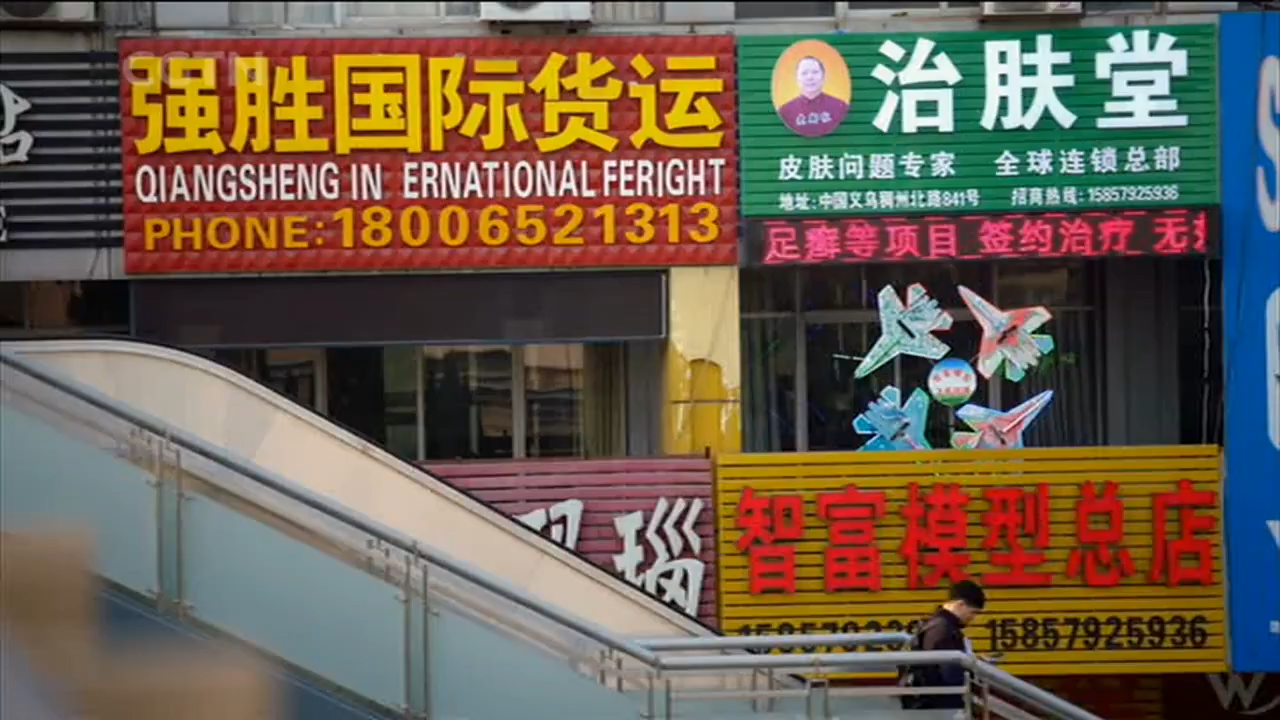 CGTN
强胜国际货运
QIANGSHENG IN ERNATIONAL FERIGHT
PHONE:18006521313
治肤堂
皮肤问题专家 全球连锁总部
地址:中国义乌稠州北路841号 招商热线:15857925936
足癣等项目 签约治疗 无
瑙
智富模型总店
15857925936
W